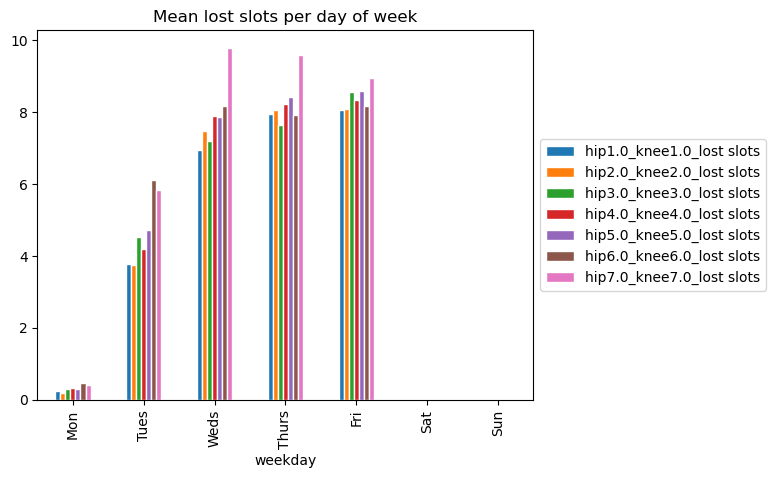 Mean lost slots per day of week
10
8
6
4
2
0
Mon
Tues
Weds
Thurs
Fri
Sat
Sun
weekday
hip1.0_knee1.0_lost slots
hip2.0_knee2.0_lost slots
hip3.0_knee3.0_lost slots
hip4.0_knee4.0_lost slots
hip5.0_knee5.0_lost slots
hip6.0_knee6.0_lost slots
hip7.0_knee7.0_lost slots